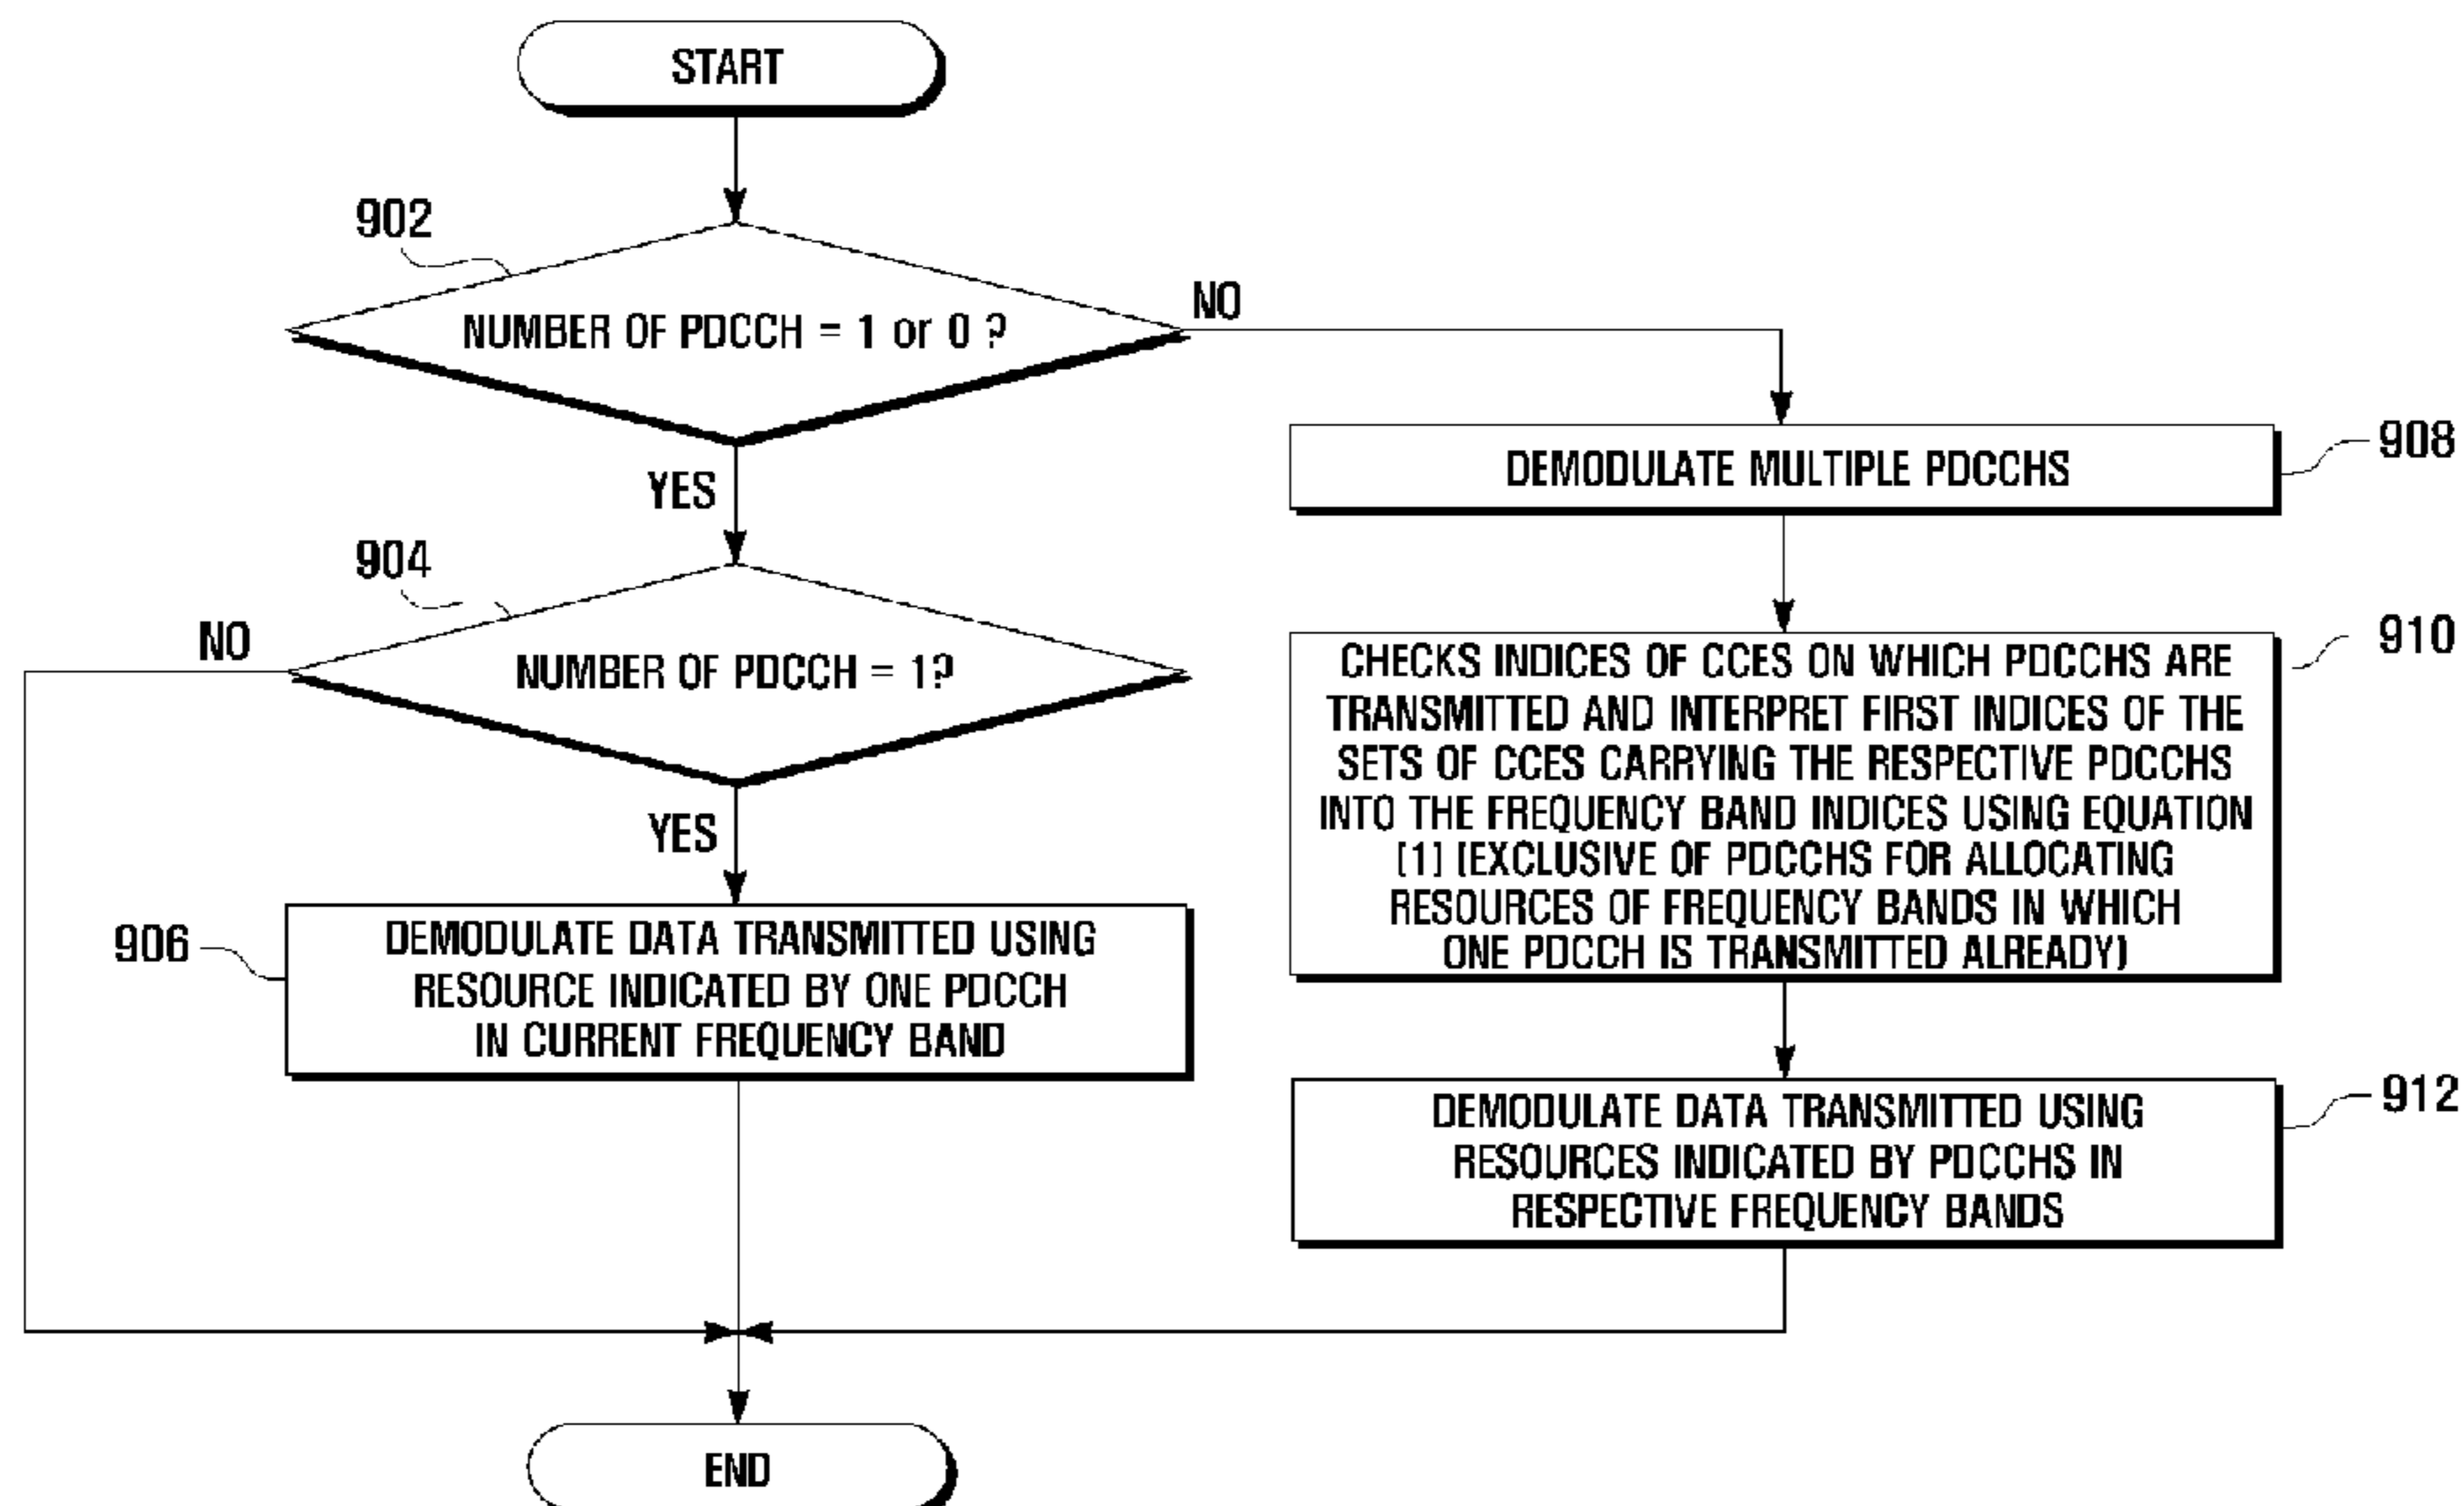 START
902
NUMBER OF PDCCH = 1 or 0 ?
NO
YES
908
DEMODULATE MULTIPLE PDCCHS
904
NO
NUMBER OF PDCCH = 1?
YES
910
CHECKS INDICES OF CCES ON WHICH PDCCHS ARE
TRANSMITTED AND INTERPRET FIRST INDICES OF THE
SETS OF CCES CARRYING THE RESPECTIVE PDCCHS
INTO THE FREQUENCY BAND INDICES USING EQUATION
[1] (EXCLUSIVE OF PDCCHS FOR ALLOCATING
RESOURCES OF FREQUENCY BANDS IN WHICH
ONE PDCCH IS TRANSMITTED ALREADY)
906
DEMODULATE DATA TRANSMITTED USING
RESOURCE INDICATED BY ONE PDCCH
IN CURRENT FREQUENCY BAND
912
DEMODULATE DATA TRANSMITTED USING
RESOURCES INDICATED BY PDCCHS IN
RESPECTIVE FREQUENCY BANDS
END